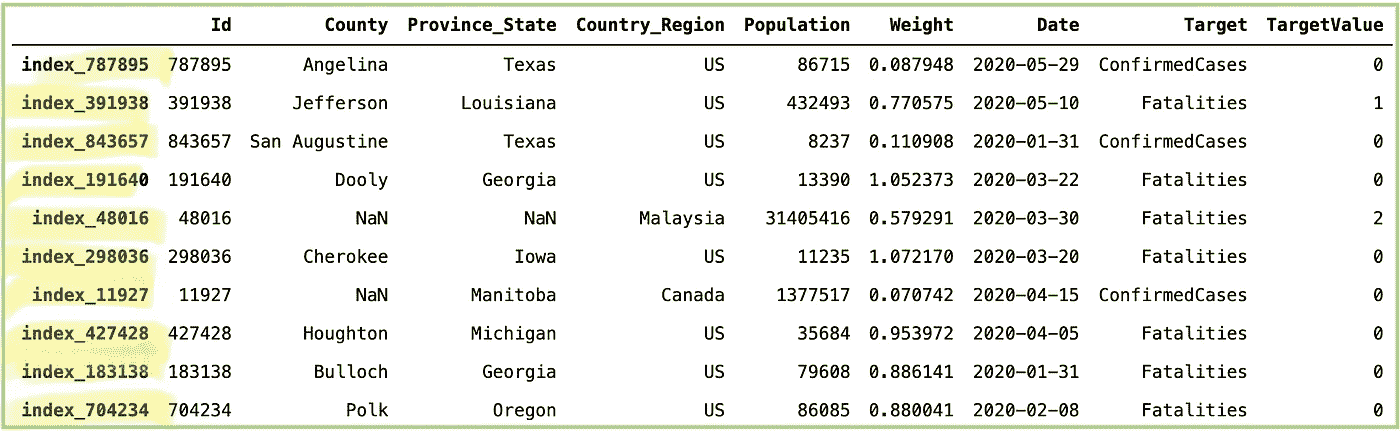 Id County Province_State Country_Region Population Weight Date Target TargetValue
index_787895 787895 Angelina Texas US 86715 0.087948 2020-05-29 ConfirmedCases 0
index_391938 391938 Jefferson Louisiana US 432493 0.770575 2020-05-10 Fatalities 1
index_843657 843657 San Augustine Texas US 8237 0.110908 2020-01-31 ConfirmedCases 0
index_191640 191640 Dooly Georgia US 13390 1.052373 2020-03-22 Fatalities 0
index_48016 48016 NaN NaN Malaysia 31405416 0.579291 2020-03-30 Fatalities 2
index_298036 298036 Cherokee Iowa US 11235 1.072170 2020-03-20 Fatalities 0
index_11927 11927 NaN Manitoba Canada 1377517 0.070742 2020-04-15 ConfirmedCases 0
index_427428 427428 Houghton Michigan US 35684 0.953972 2020-04-05 Fatalities 0
index_183138 183138 Bulloch Georgia US 79608 0.886141 2020-01-31 Fatalities 0
index_704234 704234 Polk Oregon US 86085 0.880041 2020-02-08 Fatalities 0